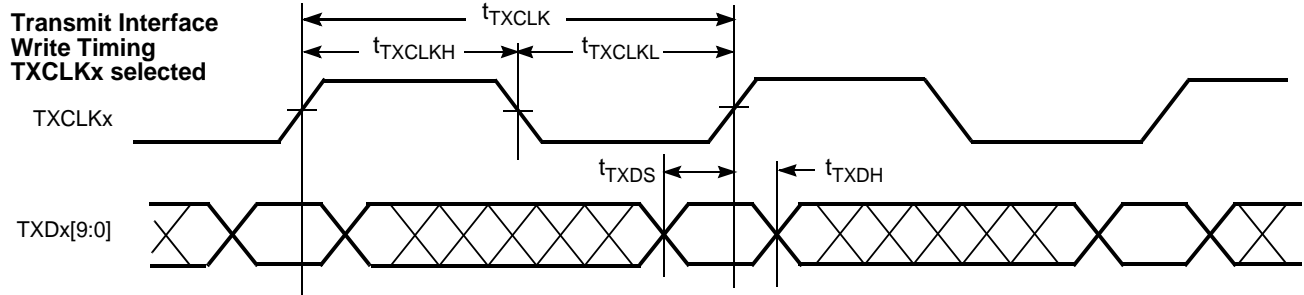 Transmit Interface
Write Timing
TXCLKx selected
tTXCLK
tTXCLKH
tTXCLKL
TXCLKx
tTXDS
tTXDH
TXDx[9:0]